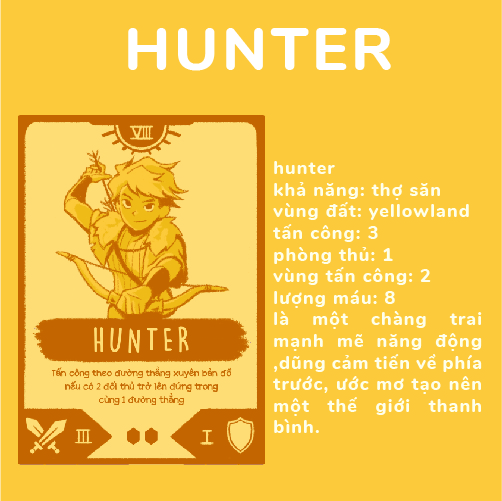 HUNTER
VIII
HUNTER
Tấn công theo đường thẳng xuyên bản đồ
nếu có 2 đối thủ trở lên đứng trong
cùng 1 đường thẳng
III
I
hunter
khả năng: thợ săn
vùng đất: yellowland
tấn công: 3
phòng thủ: 1
vùng tấn công: 2
lượng máu: 8
là một chàng trai
mạnh mẽ năng động
,dũng cảm tiến về phía
trước, ước mơ tạo nên
một thế giới thanh
bình.